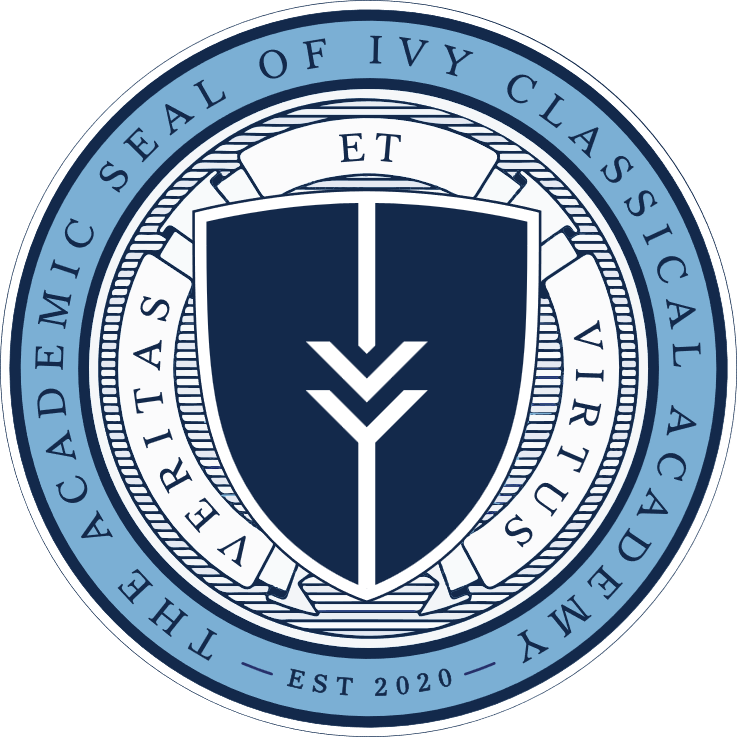 THE ACADEMIC SEAL OF IVY CLASSICAL ACADEMY
VERITAS
ET
VIRTUS
— EST 2020 —